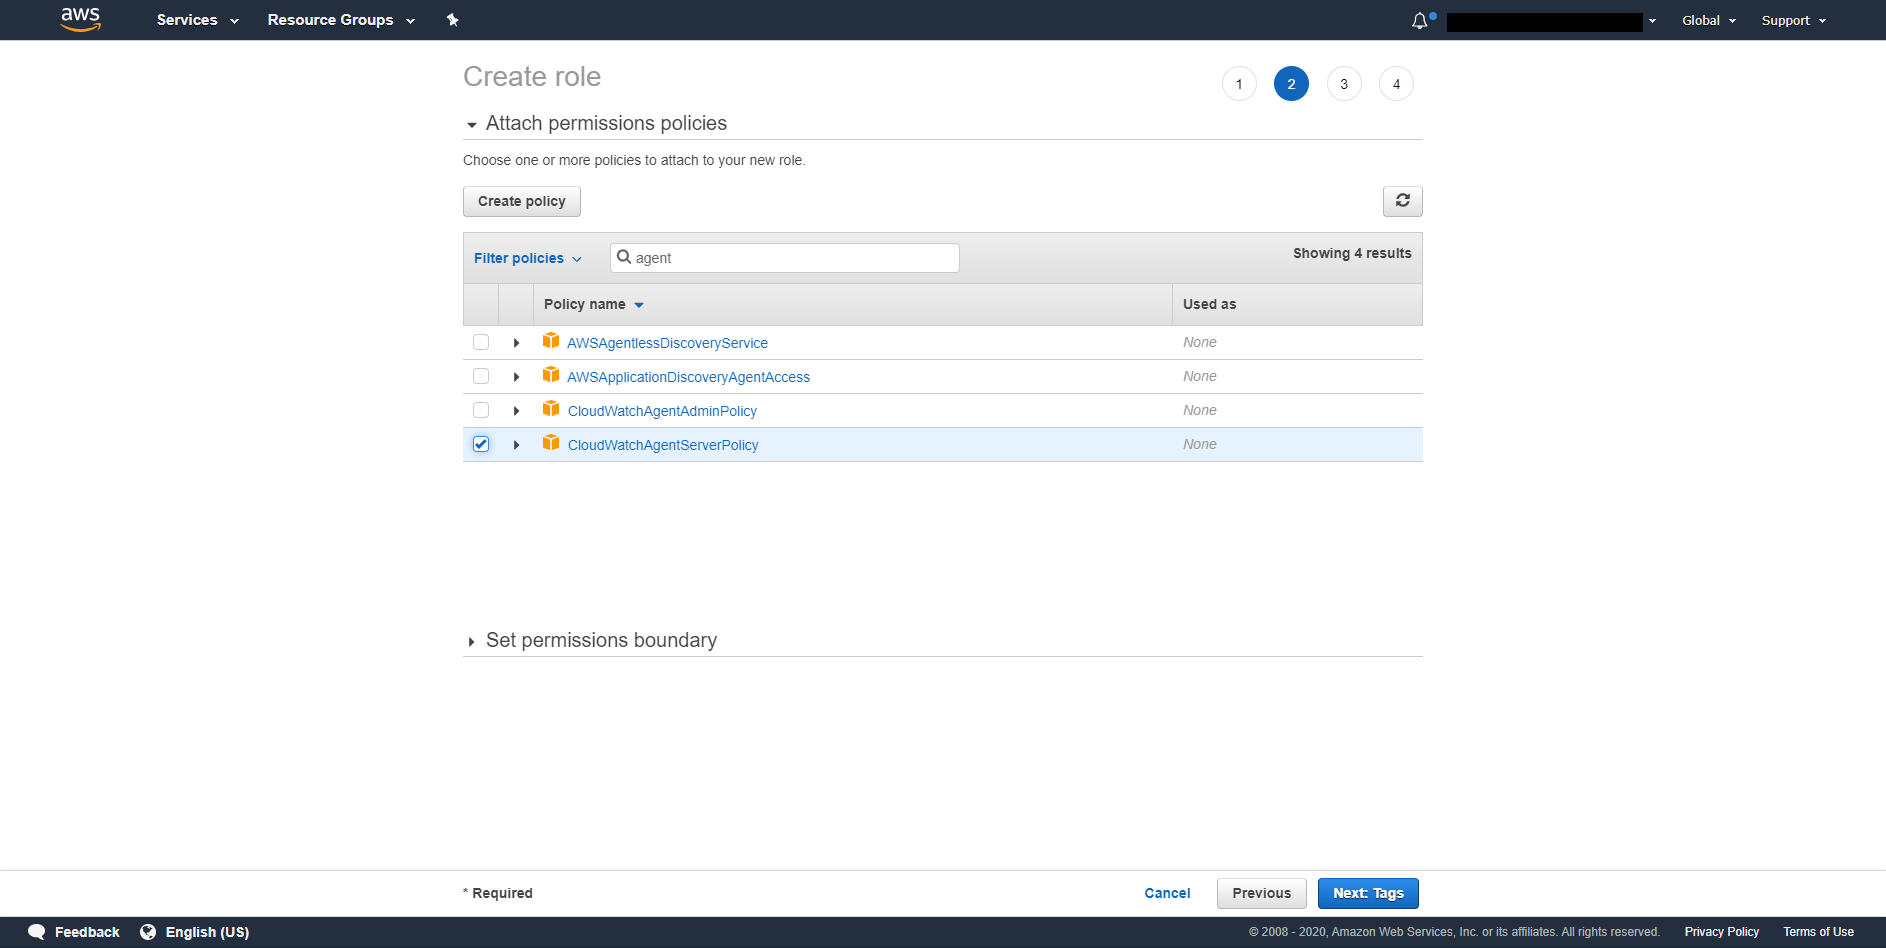 aws Services Resource Groups Global Support
Create role 1 2 3 4
Attach permissions policies
Choose one or more policies to attach to your new role.
Create policy
Filter policies agent Showing 4 results
Policy name Used as
AWSAgentlessDiscoveryService None
AWSApplicationDiscoveryAgentAccess None
CloudWatchAgentAdminPolicy None
CloudWatchAgentServerPolicy None
Set permissions boundary
* Required Cancel Previous Next: Tags
Feedback English (US) © 2008 - 2020, Amazon Web Services, Inc. or its affiliates. All rights reserved. Privacy Policy Terms of Use